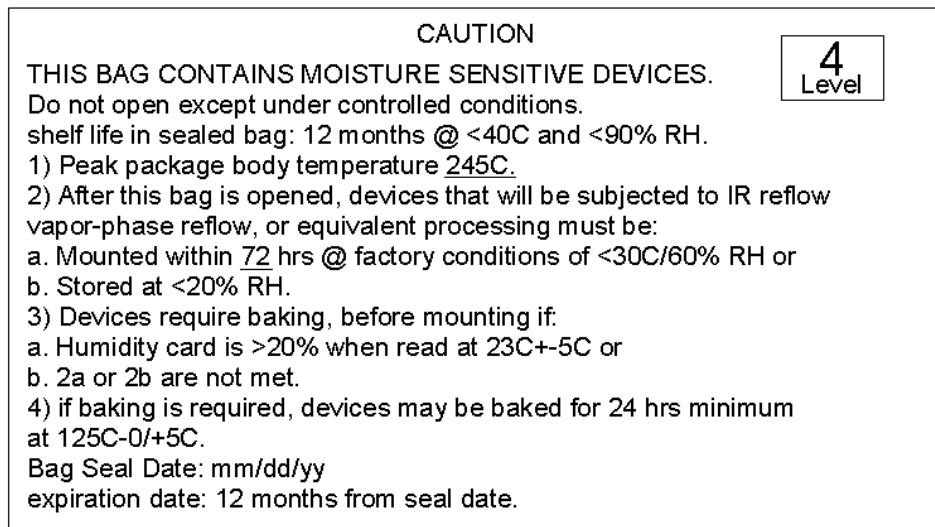 CAUTION
4
Level
THIS BAG CONTAINS MOISTURE SENSITIVE DEVICES.
Do not open except under controlled conditions.
shelf life in sealed bag: 12 months @ <40C and <90% RH.
1) Peak package body temperature 245C.
2) After this bag is opened, devices that will be subjected to IR reflow
vapor-phase reflow, or equivalent processing must be:
a. Mounted within 72 hrs @ factory conditions of <30C/60% RH or
b. Stored at <20% RH.
3) Devices require baking, before mounting if:
a. Humidity card is >20% when read at 23C+-5C or
b. 2a or 2b are not met.
4) if baking is required, devices may be baked for 24 hrs minimum
at 125C-0/+5C.
Bag Seal Date: mm/dd/yy
expiration date: 12 months from seal date.